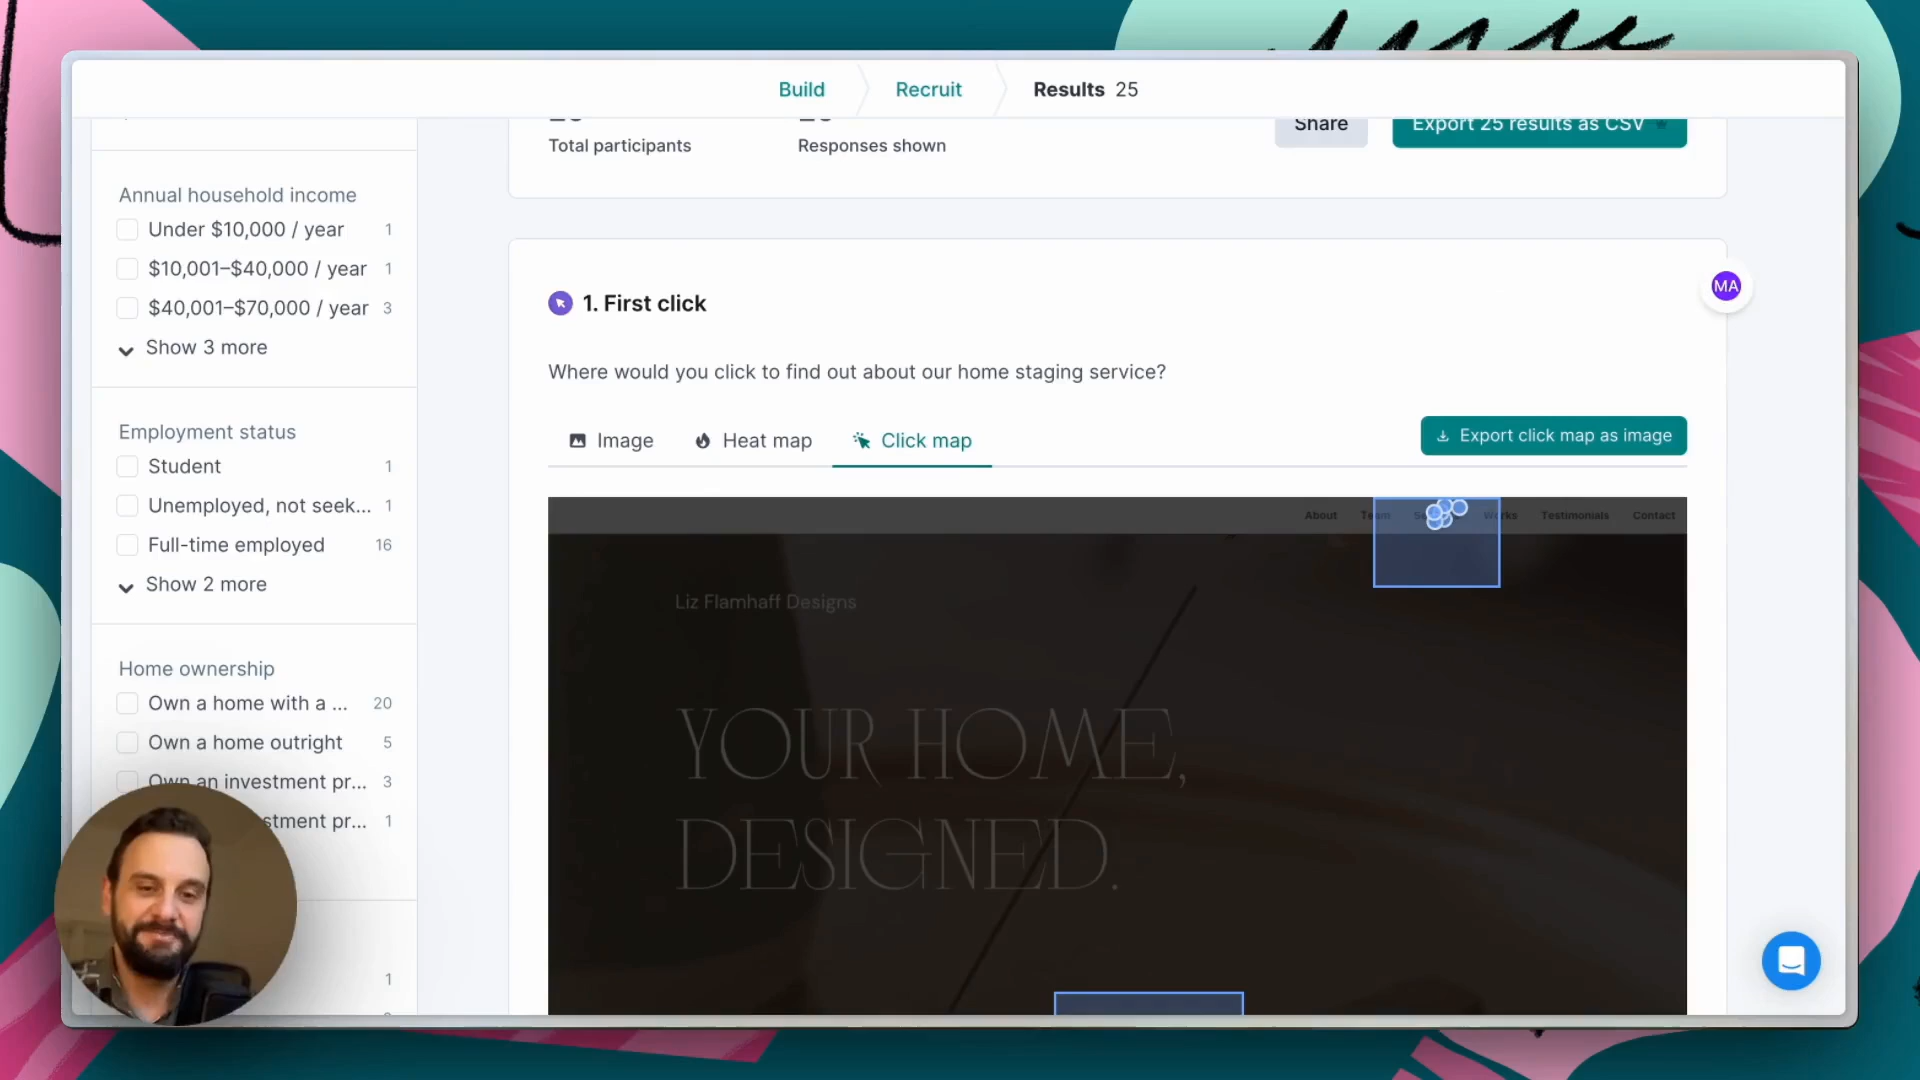 Build
Recruit
Results 25
Total participants
Responses shown
Share
Export 25 results as CSV
Annual household income
Under $10,000 / year 1
$10,001–$40,000 / year 1
$40,001–$70,000 / year 3
Show 3 more
Employment status
Student 1
Unemployed, not seek... 1
Full-time employed 16
Show 2 more
Home ownership
Own a home with a ... 20
Own a home outright 5
Own an investment pr... 3
stment pr... 1
1
1. First click
MA
Where would you click to find out about our home staging service?
Image
Heat map
Click map
Export click map as image
About Team Works Testimonials Contact
Liz Flamhaff Designs
YOUR HOME,
DESIGNED.